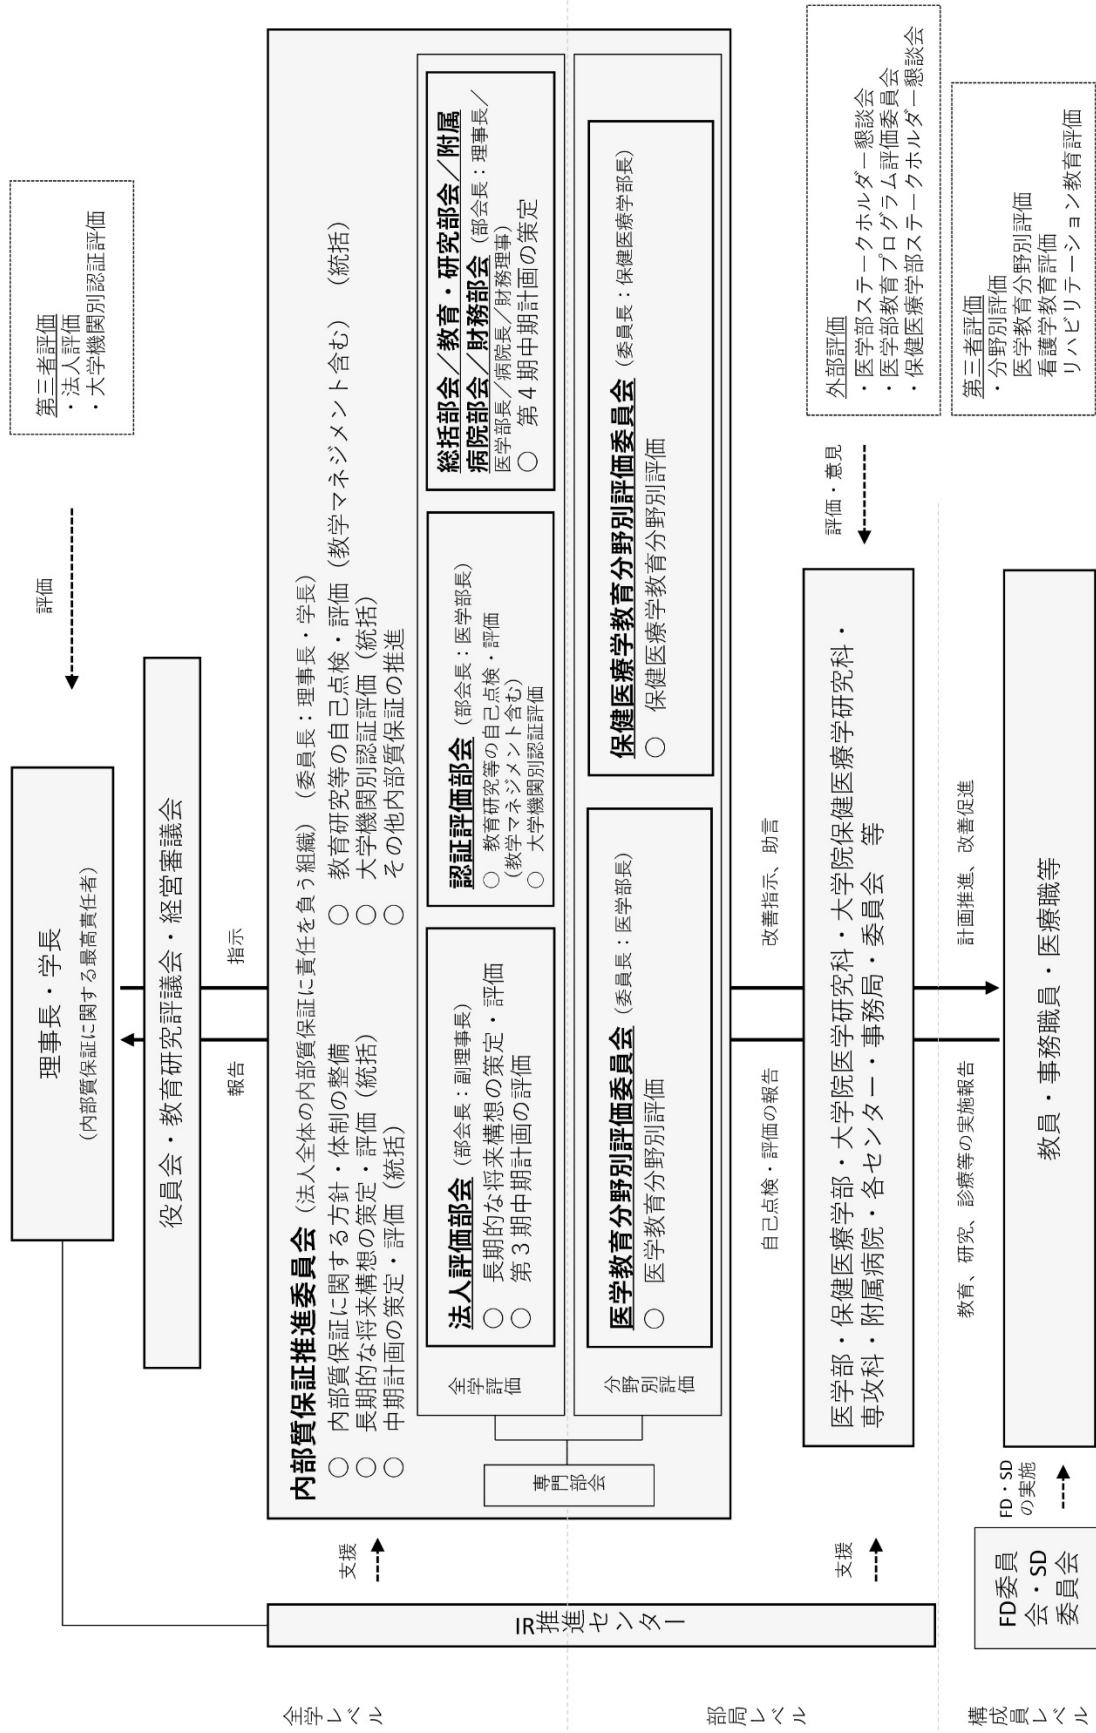 理事長・学長
(内部質保証に関する最高責任者)
第三者評価
・法人評価
・大学機関別認証評価
評価
役員会・教育研究評議会・経営審議会
報告
指示
内部質保証推進委員会 (法人全体の内部質保証に責任を負う組織) (委員長:理事長・学長)
○ 内部質保証に関する方針・体制の整備
○ 長期的な将来構想の策定・評価 (統括)
○ 中期計画の策定・評価 (統括)
○ 教育研究等の自己点検・評価 (教学マネジメント含む) (統括)
○ 大学機関別認証評価 (統括)
○ その他内部質保証の推進
専門部会
全学評価
法人評価部会 (部会長:副理事長)
○ 長期的な将来構想の策定・評価
○ 第3期中期計画の評価
認証評価部会 (部会長:医学部長)
○ 教育研究等の自己点検・評価
(教学マネジメント含む)
○ 大学機関別認証評価
総括部会/教育・研究部会/附属
病院部会/財務部会 (部会長:理事長/
医学部長/病院長/財務理事)
○ 第4期中期計画の策定
分野別評価
医学教育分野別評価委員会 (委員長:医学部長)
○ 医学教育分野別評価
保健医療学教育分野別評価委員会 (委員長:保健医療学部長)
○ 保健医療学教育分野別評価
自己点検・評価の報告
改善指示、助言
医学部・保健医療学部・大学院医学研究科・大学院保健医療学研究科・
専攻科・附属病院・各センター・事務局・委員会 等
評価・意見
外部評価
・医学部ステークホルダー懇談会
・医学部教育プログラム評価委員会
・保健医療学部ステークホルダー懇談会
教育、研究、診療等の実施報告
計画推進、改善促進
教員・事務職員・医療職等
第三者評価
・分野別評価
医学教育分野別評価
看護学教育評価
リハビリテーション教育評価
IR推進センター
支援
支援
FD委員
会・SD
委員会
FD・SD
の実施
全学
レベル
部局
レベル
構成員
レベル